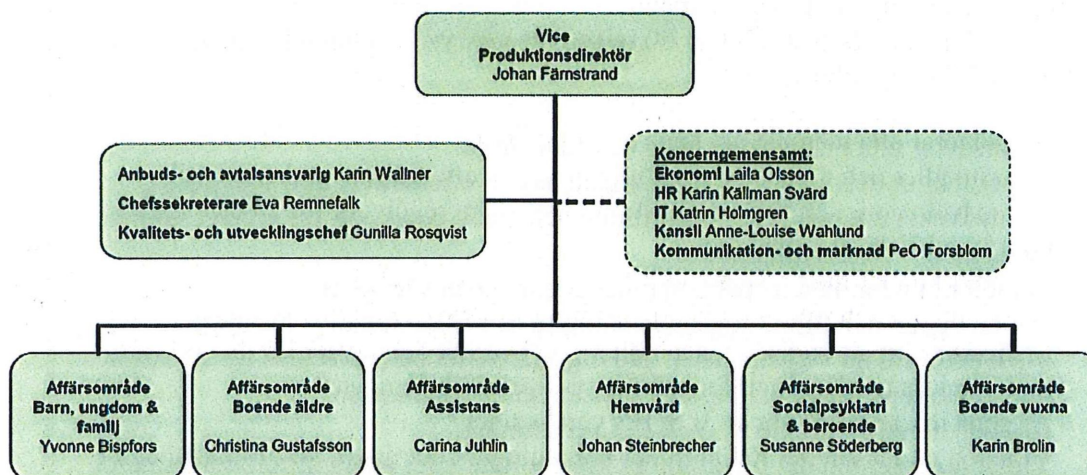 Vice
Produktionsdirektör
Johan Färnstrand
Anbuds- och avtalsansvarig Karin Wallner
Chefssekreterare Eva Remnefalk
Kvalitets- och utvecklingschef Gunilla Rosqvist
Koncerngemensamt:
Ekonomi Laila Olsson
HR Karin Källman Svärd
IT Katrin Holmgren
Kansli Anne-Louise Wahlund
Kommunikation- och marknad PeO Forsblom
Affärsområde
Barn, ungdom &
familj
Yvonne Bispfors
Affärsområde
Boende äldre
Christina Gustafsson
Affärsområde
Assistans
Carina Juhlin
Affärsområde
Hemvård
Johan Steinbrecher
Affärsområde
Socialpsykiatri
& beroende
Susanne Söderberg
Affärsområde
Boende vuxna
Karin Brolin